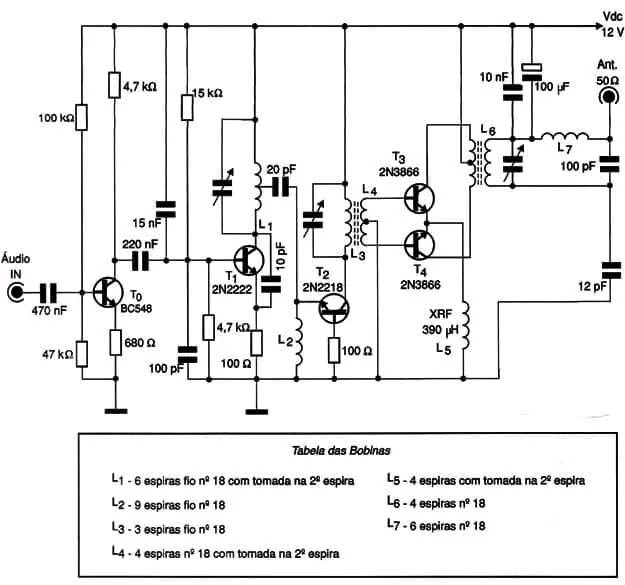 Vdc
12 V
Ant.
50Ω
4,7 kΩ
15 kΩ
10 nF
100 µF
100 kΩ
L6
L7
T3
2N3866
20 pF
L4
100 pF
15 nF
L1
L3
220 nF
Áudio
IN
T1
2N2222
10 pF
T2
2N2218
T4
2N3866
12 pF
T0
BC548
470 nF
XRF
390 µH
L5
4,7 kΩ
L2
680 Ω
47 kΩ
100 pF
100 Ω
100 Ω
Tabela das Bobinas
L1 - 6 espiras fio nº 18 com tomada na 2ª espira
L2 - 9 espiras fio nº 18
L3 - 3 espiras fio nº 18
L4 - 4 espiras nº 18 com tomada na 2ª espira
L5 - 4 espiras com tomada na 2ª espira
L6 - 4 espiras nº 18
L7 - 6 espiras nº 18